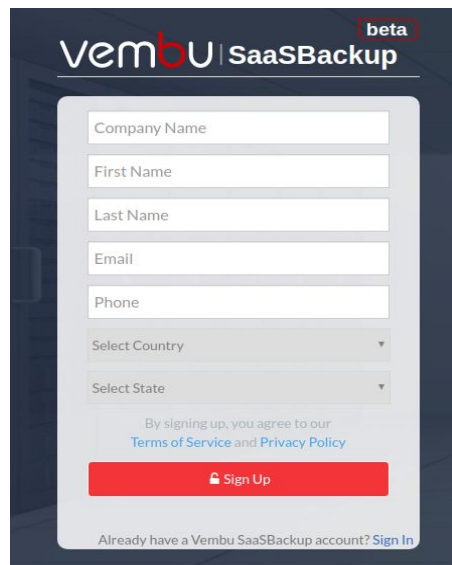 beta
vembu | SaaSBackup
Company Name
First Name
Last Name
Email
Phone
Select Country
Select State
By signing up, you agree to our
Terms of Service and Privacy Policy
Sign Up
Already have a Vembu SaaSBackup account? Sign In